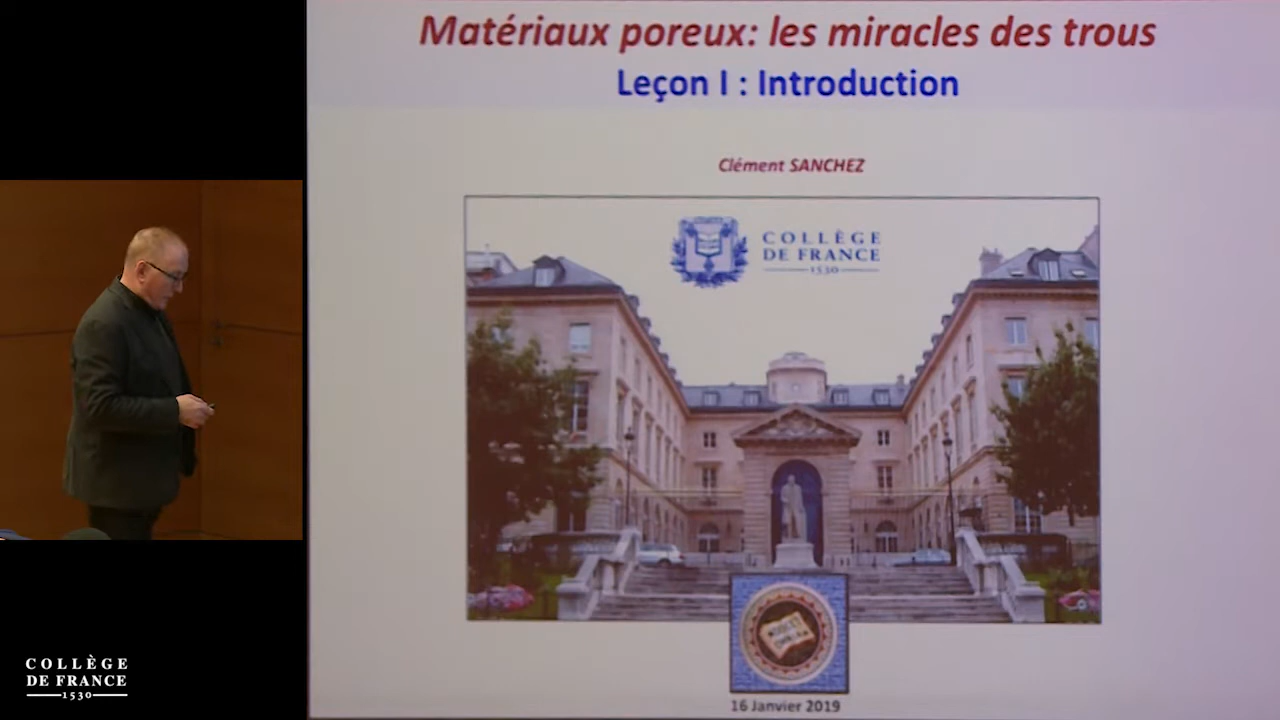 Matériaux poreux: les miracles des trous
Leçon I : Introduction
Clément SANCHEZ
COLLÈGE
DE FRANCE
1530
16 Janvier 2019
COLLÈGE
DE FRANCE
1530